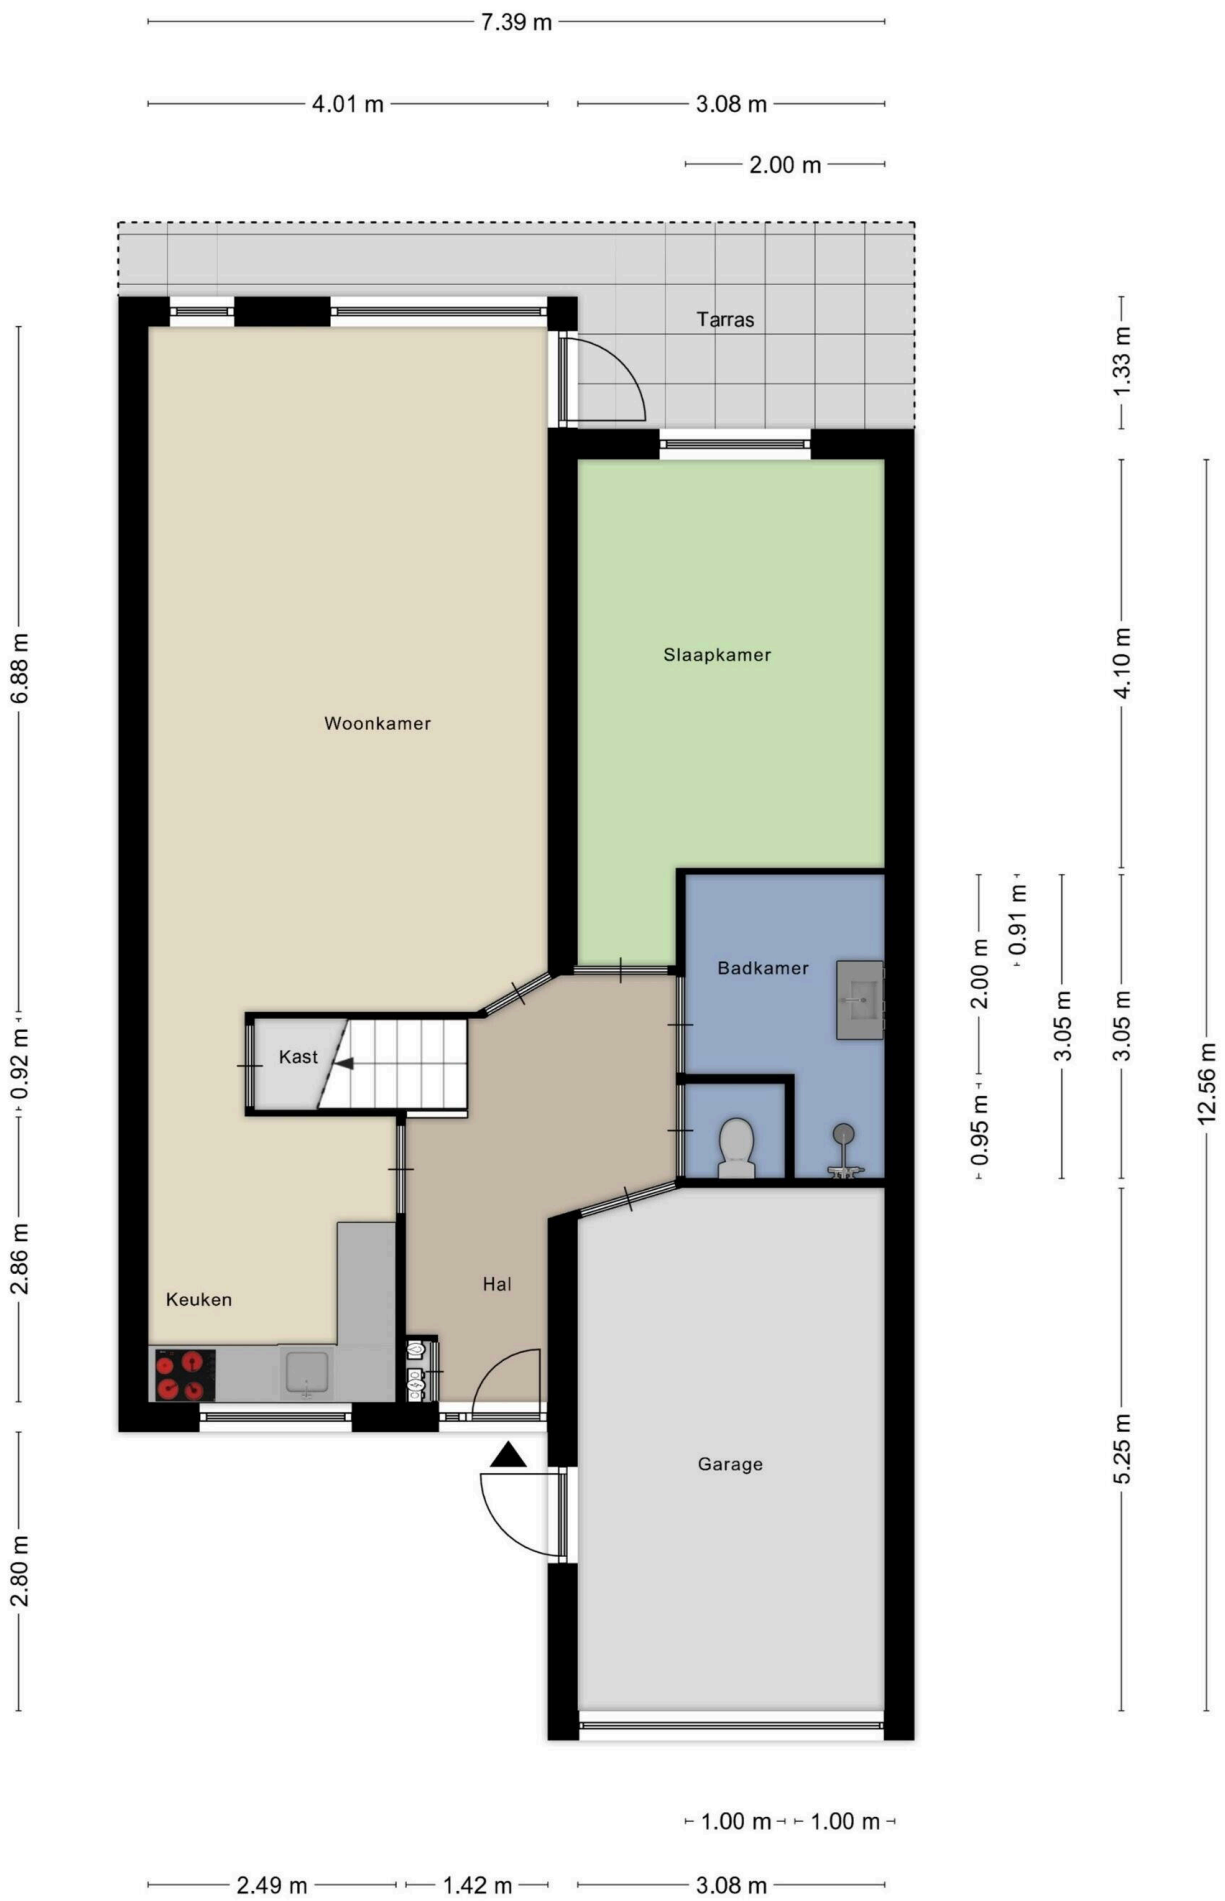 7.39 m
4.01 m
3.08 m
2.00 m
Tarras
1.33 m
6.88 m
4.10 m
Slaapkamer
Woonkamer
Badkamer
0.91 m
2.00 m
3.05 m
3.05 m
12.56 m
Kast
0.92 m
0.95 m
2.86 m
Keuken
Hal
Garage
5.25 m
2.80 m
1.00 m
1.00 m
2.49 m
1.42 m
3.08 m